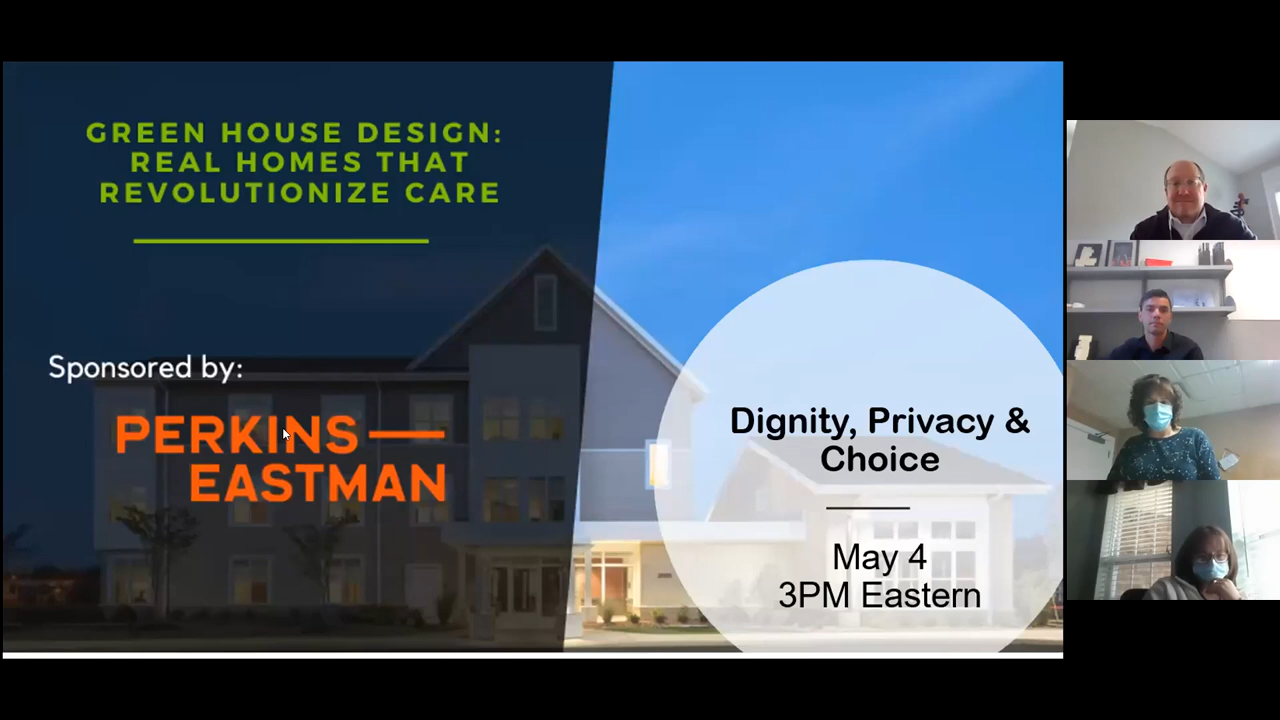 GREEN HOUSE DESIGN:
REAL HOMES THAT
REVOLUTIONIZE CARE
Sponsored by:
PERKINS
EASTMAN
Dignity, Privacy &
Choice
May 4
3PM Eastern